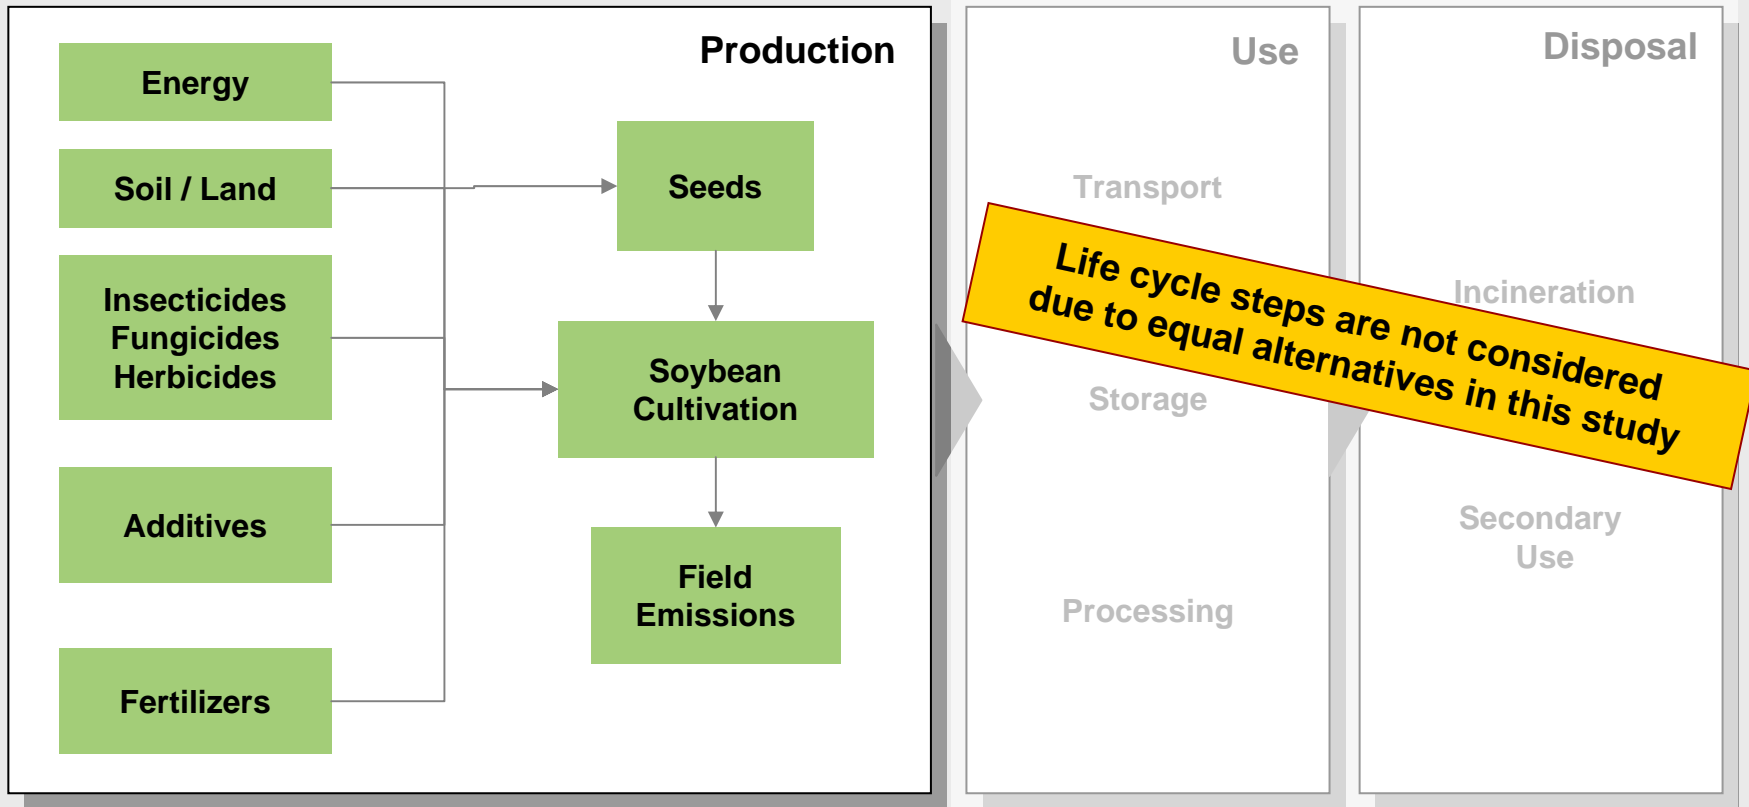 Production
Energy
Soil / Land
Insecticides
Fungicides
Herbicides
Additives
Fertilizers
Seeds
Soybean
Cultivation
Field
Emissions
Use
Transport
Storage
Processing
Disposal
Incineration
Secondary
Use
Life cycle steps are not considered
due to equal alternatives in this study